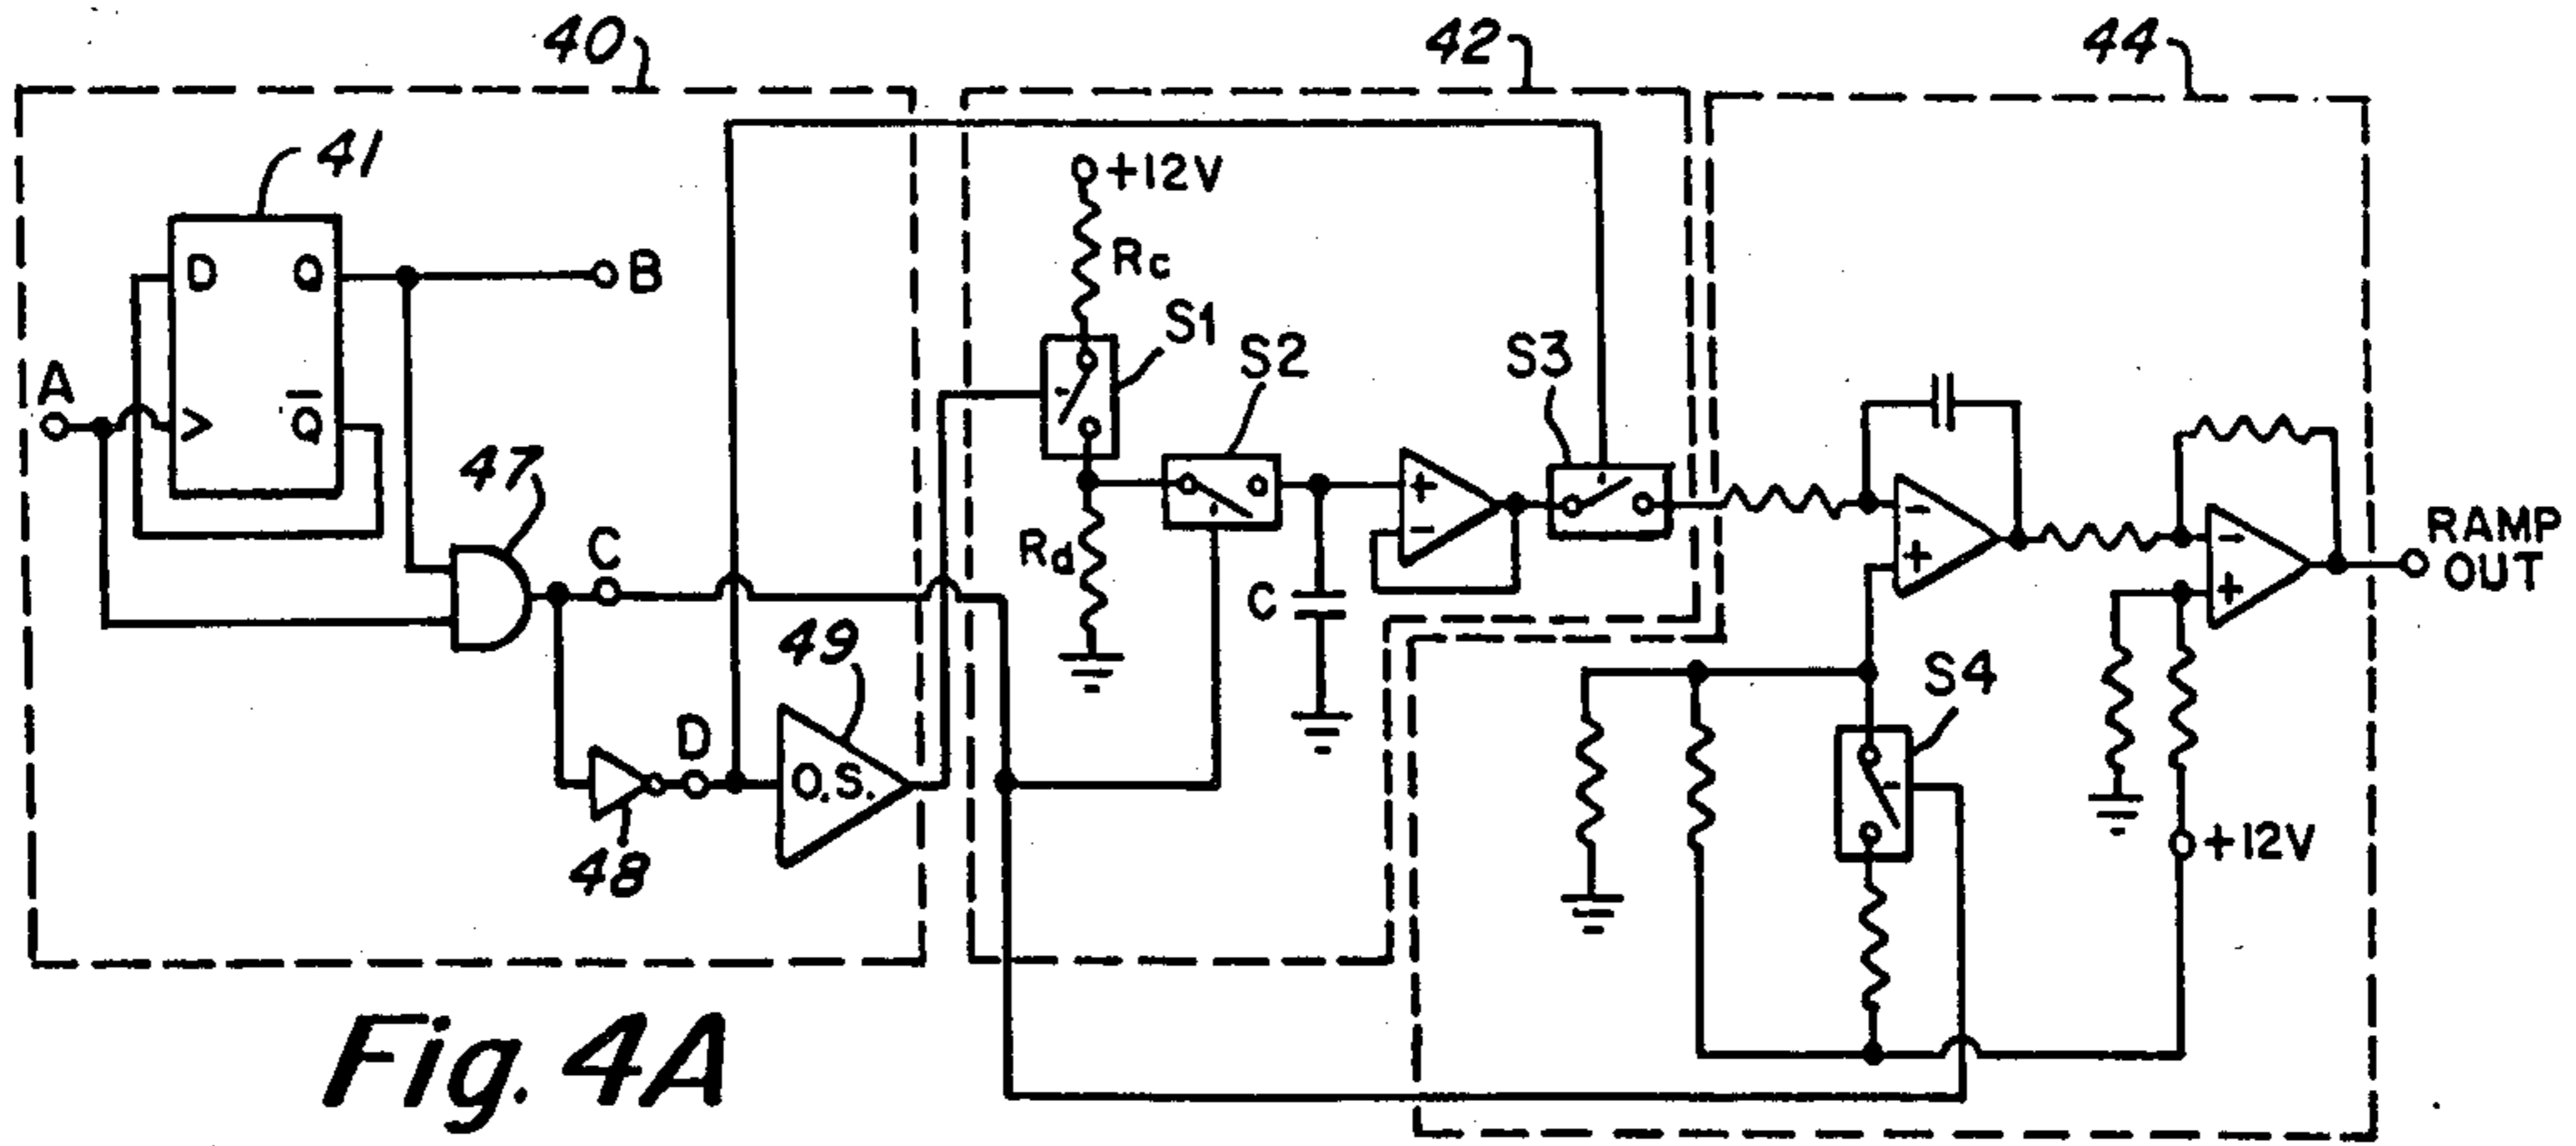 40
42
44
41
D
Q
B
+12V
Rc
A
>
Q̅
S1
S2
S3
47
C
+
-
-
+
RAMP
OUT
-
+
Rd
C
49
S4
D
O.S.
48
+12V
Fig. 4A